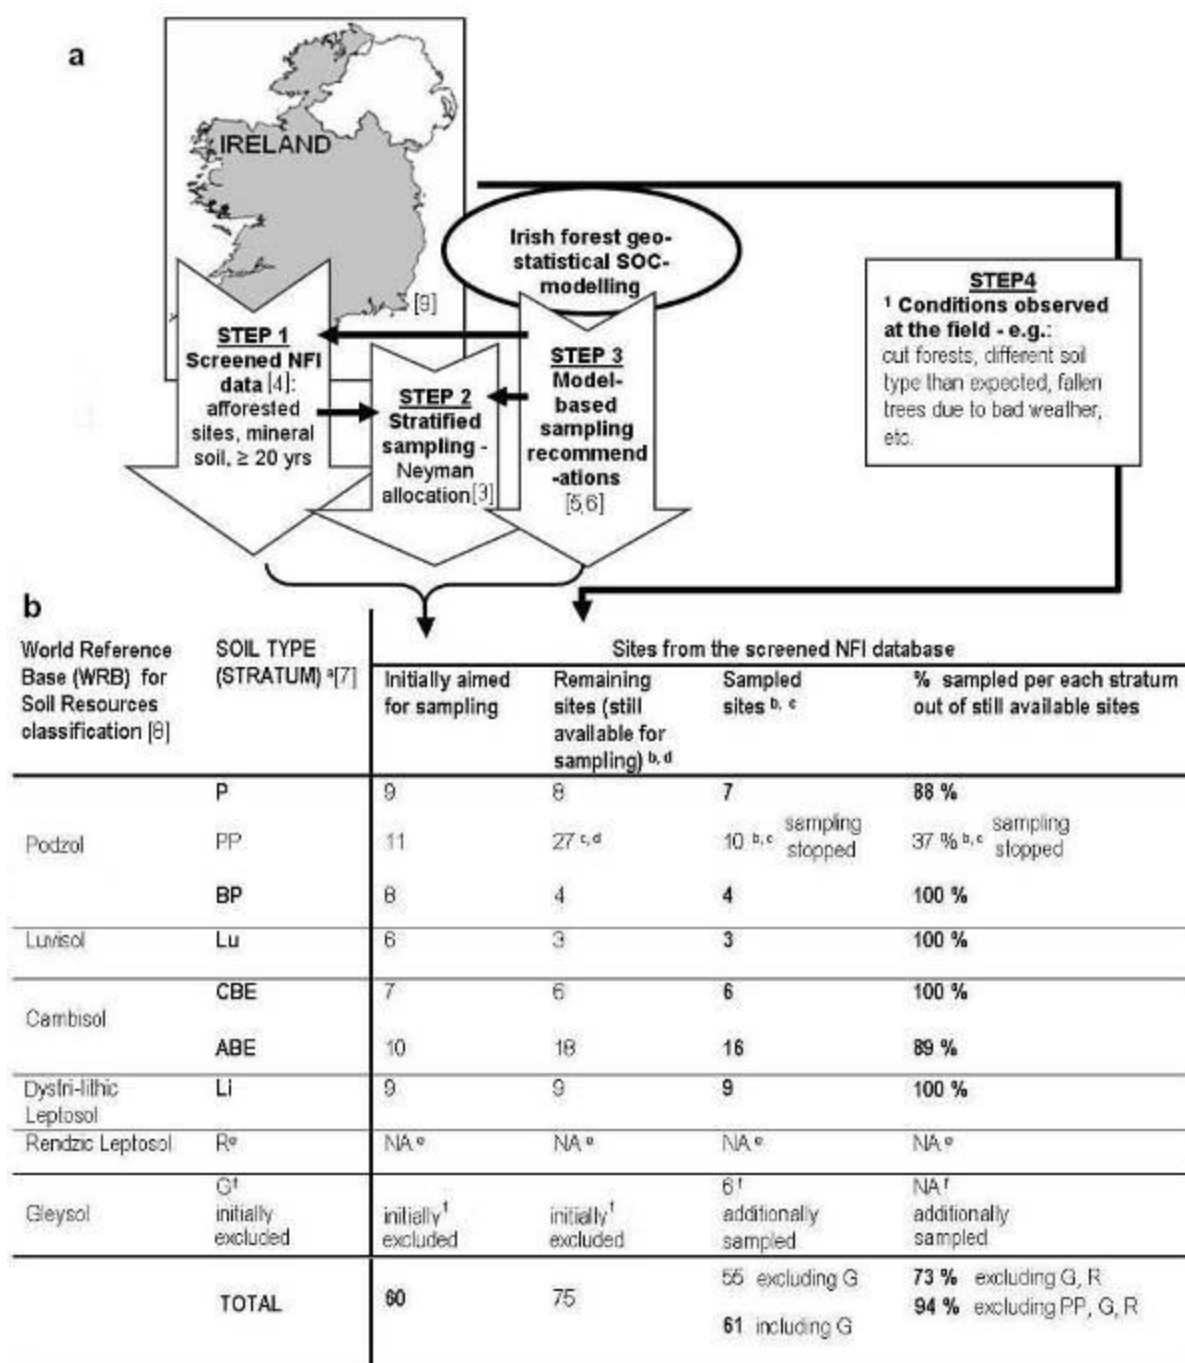 a
IRELAND
[9]
Irish forest geo-
statistical SOC-
modelling
STEP 1
Screened NFI
data [4]:
afforested
sites, mineral
soil, ≥ 20 yrs
STEP 2
Stratified
sampling -
Neyman
allocation[3]
STEP 3
Model-
based
sampling
recommend
-ations
[5,6]
STEP4
¹ Conditions observed
at the field - e.g.:
cut forests, different soil
type than expected, fallen
trees due to bad weather,
etc.
b
World Reference
Base (WRB) for
Soil Resources
classification [8]
SOIL TYPE
(STRATUM) ᵃ[7]
Sites from the screened NFI database
Initially aimed
for sampling
Remaining
sites (still
available for
sampling) ᵇ, ᵈ
Sampled
sites ᵇ, ᶜ
% sampled per each stratum
out of still available sites
P 9 8 7 88 %
Podzol PP 11 27 ᶜ, ᵈ 10 ᵇ, ᶜ sampling stopped 37 % ᵇ, ᶜ sampling stopped
BP 8 4 4 100 %
Luvisol Lu 6 3 3 100 %
Cambisol
CBE 7 6 6 100 %
ABE 10 18 16 89 %
Dystri-lithic
Leptosol
Li 9 9 9 100 %
Rendzic Leptosol Rᵉ NA ᵉ NA ᵉ NA ᵉ NA ᵉ
Gleysol
G ᶠ
initially
excluded
initially ᶠ
excluded
initially ᶠ
excluded
6 ᶠ
additionally
sampled
NA ᶠ
additionally
sampled
TOTAL 60 75
55 excluding G
61 including G
73 % excluding G, R
94 % excluding PP, G, R